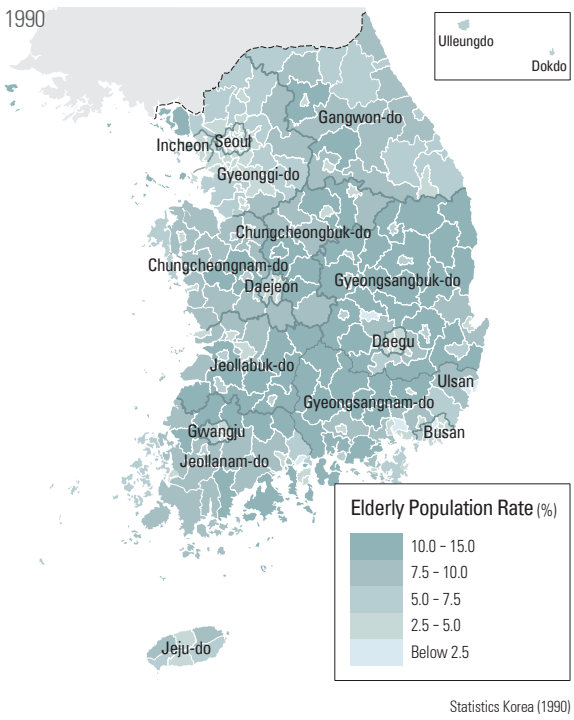 1990
Ulleungdo
Dokdo
Gangwon-do
Incheon
Seoul
Gyeonggi-do
Chungcheongbuk-do
Chungcheongnam-do
Daejeon
Gyeongsangbuk-do
Daegu
Jeollabuk-do
Ulsan
Gyeongsangnam-do
Gwangju
Busan
Jeollanam-do
Jeju-do
Elderly Population Rate (%)
10.0 – 15.0
7.5 – 10.0
5.0 – 7.5
2.5 – 5.0
Below 2.5
Statistics Korea (1990)